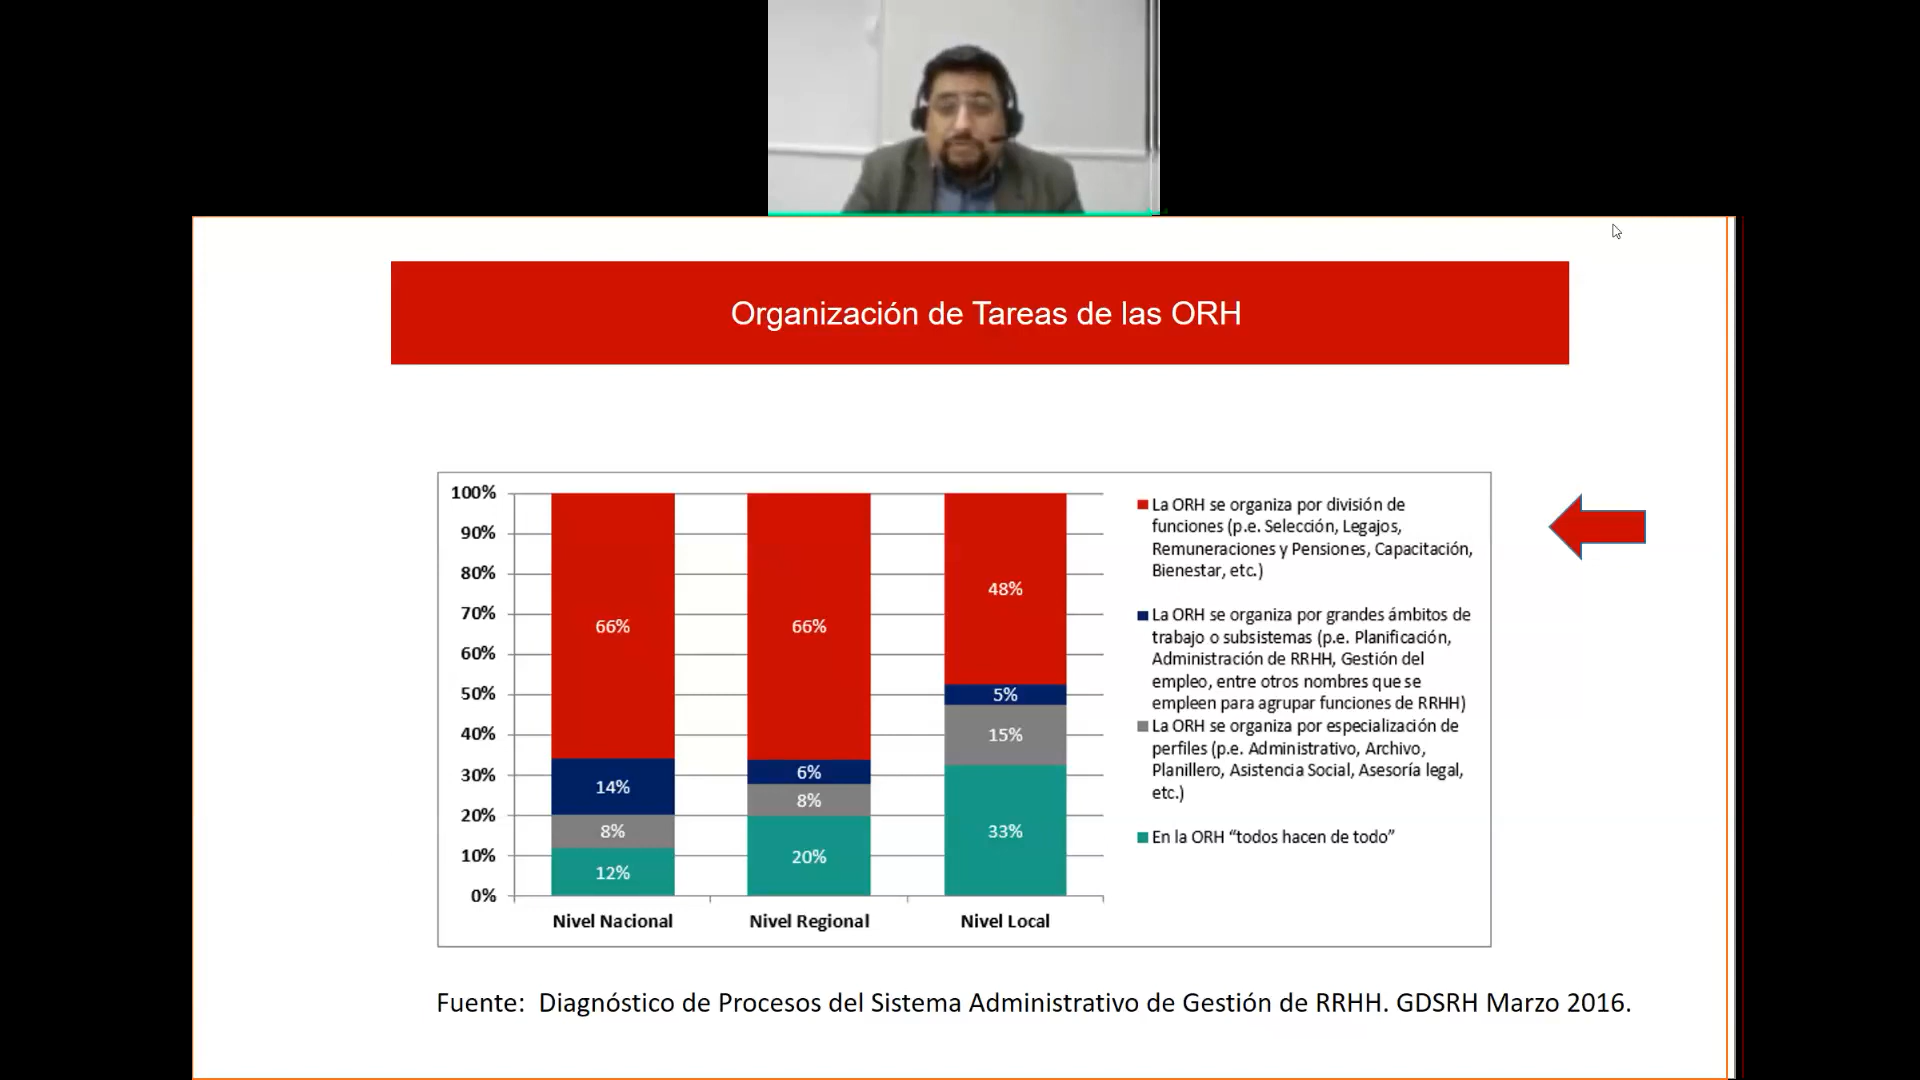 Organización de Tareas de las ORH
100%
90%
80%
70%
60%
50%
40%
30%
20%
10%
0%
66%
14%
8%
12%
66%
6%
8%
20%
48%
5%
15%
33%
Nivel Nacional
Nivel Regional
Nivel Local
La ORH se organiza por división de
funciones (p.e. Selección, Legajos,
Remuneraciones y Pensiones, Capacitación,
Bienestar, etc.)
La ORH se organiza por grandes ámbitos de
trabajo o subsistemas (p.e. Planificación,
Administración de RRHH, Gestión del
empleo, entre otros nombres que se
empleen para agrupar funciones de RRHH)
La ORH se organiza por especialización de
perfiles (p.e. Administrativo, Archivo,
Planillero, Asistencia Social, Asesoría legal,
etc.)
En la ORH “todos hacen de todo”
Fuente: Diagnóstico de Procesos del Sistema Administrativo de Gestión de RRHH. GDSRH Marzo 2016.